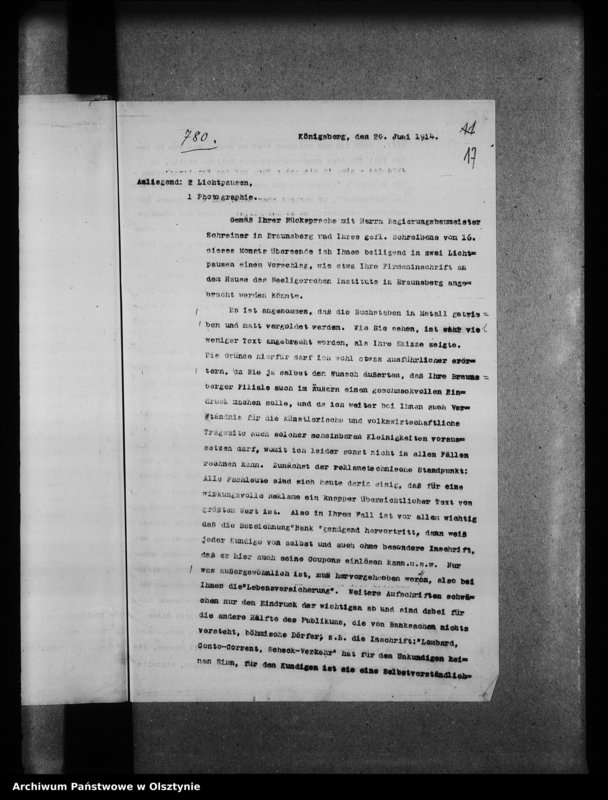 780.
Königsberg, den 20. Juni 1914.
11
17
Anliegend: 2 Lichtpausen,
1 Photographie.
Gemäß Ihrer Rücksprache mit Herrn Regierungsbaumeister
Schreiner in Braunsberg und Ihres gefl. Schreibens vom 16.
dieses Monats übersende ich Ihnen beiligend in zwei Licht=
pausen einen Vorschlag, wie etwa Ihre Firmeninschrift an
dem Hause des Seeligerschen Instituts in Braunsberg ange=
bracht werden könnte.
Es ist angenommen, daß die Buchstaben in Metall getrie=
ben und matt vergoldet werden. Wie Sie sehen, ist sehr vie
weniger Text angebracht worden, als Ihre Skizze zeigte.
Die Gründe hierfür darf ich wohl etwas ausführlicher erör=
tern, da Sie ja selbst den Wunsch äußerten, daß Ihre Brauns=
berger Filiale auch im Äußern einen geschmackvollen Ein=
druck machen solle, und da ich weiter bei Ihnen auch Ver=
ständnis für die künstlerische und volkswirtschaftliche
Tragweite auch solcher scheinbaren Kleinigkeiten voraus=
setzen darf, womit ich leider sonst nicht in allen Fällen
rechnen kann. Zunächst der reklametechnische Standpunkt:
Alle Fachleute sind sich heute darin einig, daß für eine
wirkungsvolle Reklame ein knapper übersichtlicher Text von
größtem Wert ist. Also in Ihrem Fall ist vor allem wichtig
daß die Bezeichnung"Bank "genügend hervortritt, denn weiß
jeder Kundige von selbst und auch ohne besondere Inschrift,
daß er hier auch seine Coupons einlösen kann.u.s.w. Nur
was außergewöhnlich ist, muß hervorgehoben weren, also bei
Ihnen die"Lebensversicherung". Weitere Aufschriften schwä=
chen nur den Eindruck der wichtigen ab und sind dabei für
die andere Hälfte des Publikums, die von Banksachen nichts
versteht, böhmische Dörfer; z.B. die Inschrift:"Lombard,
Conto-Corrent, Scheck-Verkehr" hat für den Unkundigen kei=
nen Sinn, für den Kundigen ist sie eine Selbstverständlich=
Archiwum Państwowe w Olsztynie